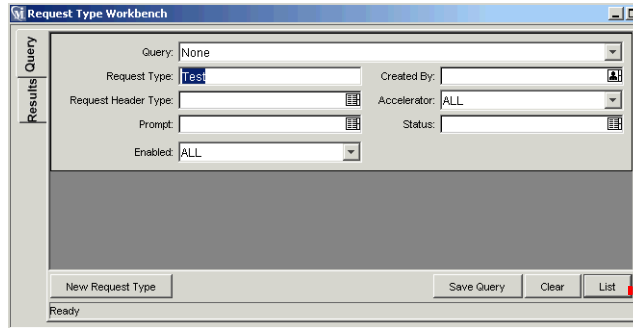 Request Type Workbench
Query
Results
Query: None
Request Type: Test Created By:
Request Header Type: Accelerator: ALL
Prompt: Status:
Enabled: ALL
New Request Type Save Query Clear List
Ready